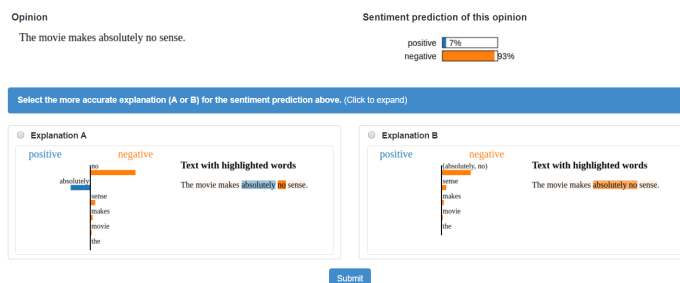 Opinion
The movie makes absolutely no sense.
Sentiment prediction of this opinion
positive 7%
negative 93%
Select the more accurate explanation (A or B) for the sentiment prediction above. (Click to expand)
Explanation A
positive negative
no
absolutely
sense
makes
movie
the
Text with highlighted words
The movie makes absolutely no sense.
Explanation B
positive negative
(absolutely, no)
sense
makes
movie
the
Text with highlighted words
The movie makes absolutely no sense.
Submit